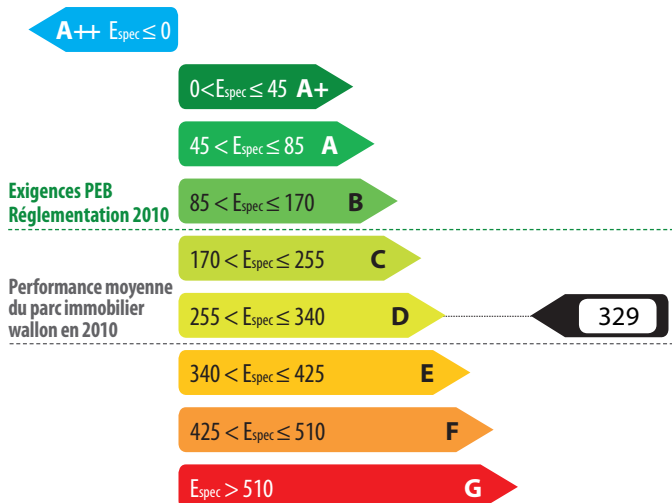 A++ Espec ≤ 0
0<Espec ≤ 45 A+
45 < Espec ≤ 85 A
Exigences PEB
Réglementation 2010
85 < Espec ≤ 170 B
170 < Espec ≤ 255 C
Performance moyenne
du parc immobilier
wallon en 2010
255 < Espec ≤ 340 D
329
340 < Espec ≤ 425 E
425 < Espec ≤ 510 F
Espec > 510 G